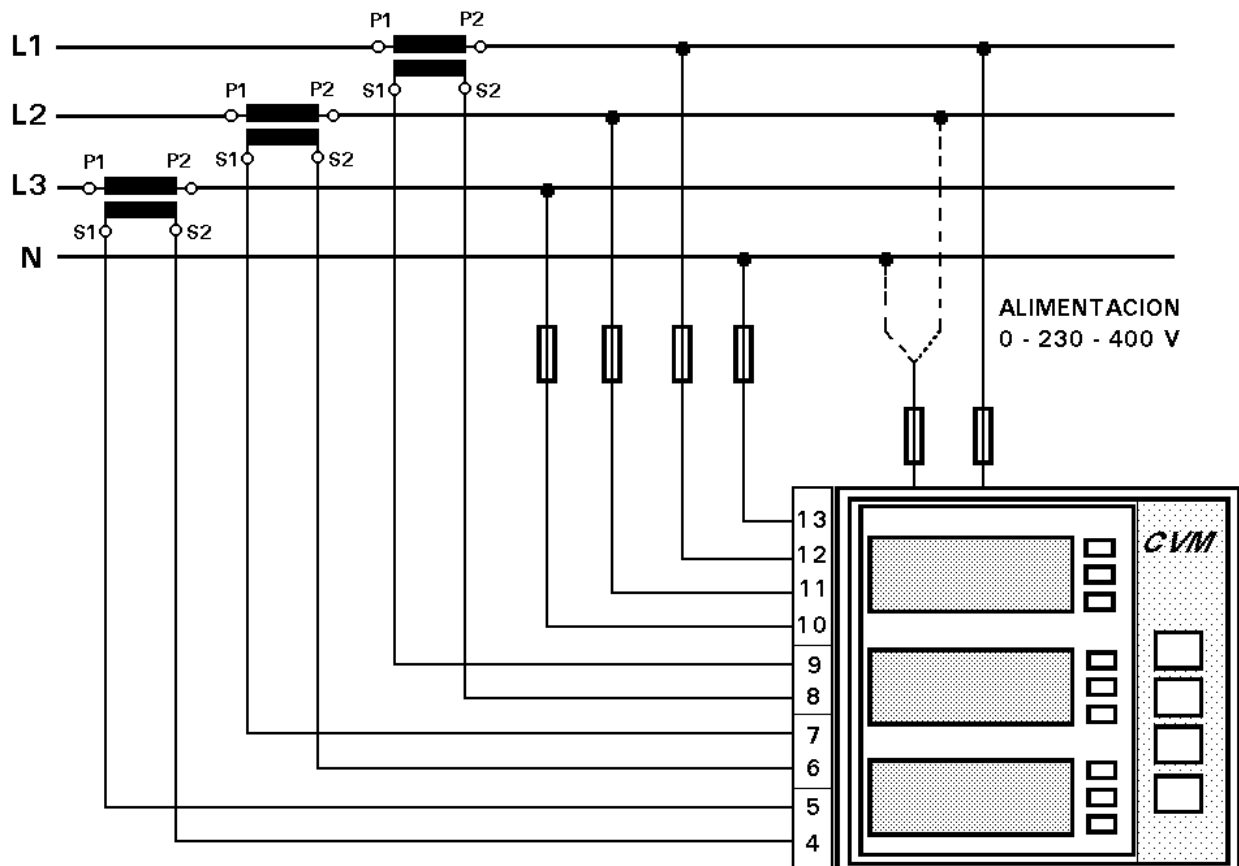 P1 P2
L1
S1 S2
P1 P2
L2
S1 S2
P1 P2
L3
S1 S2
N
ALIMENTACION
0 - 230 - 400 V
13
12
11
10
9
8
7
6
5
4
CVM